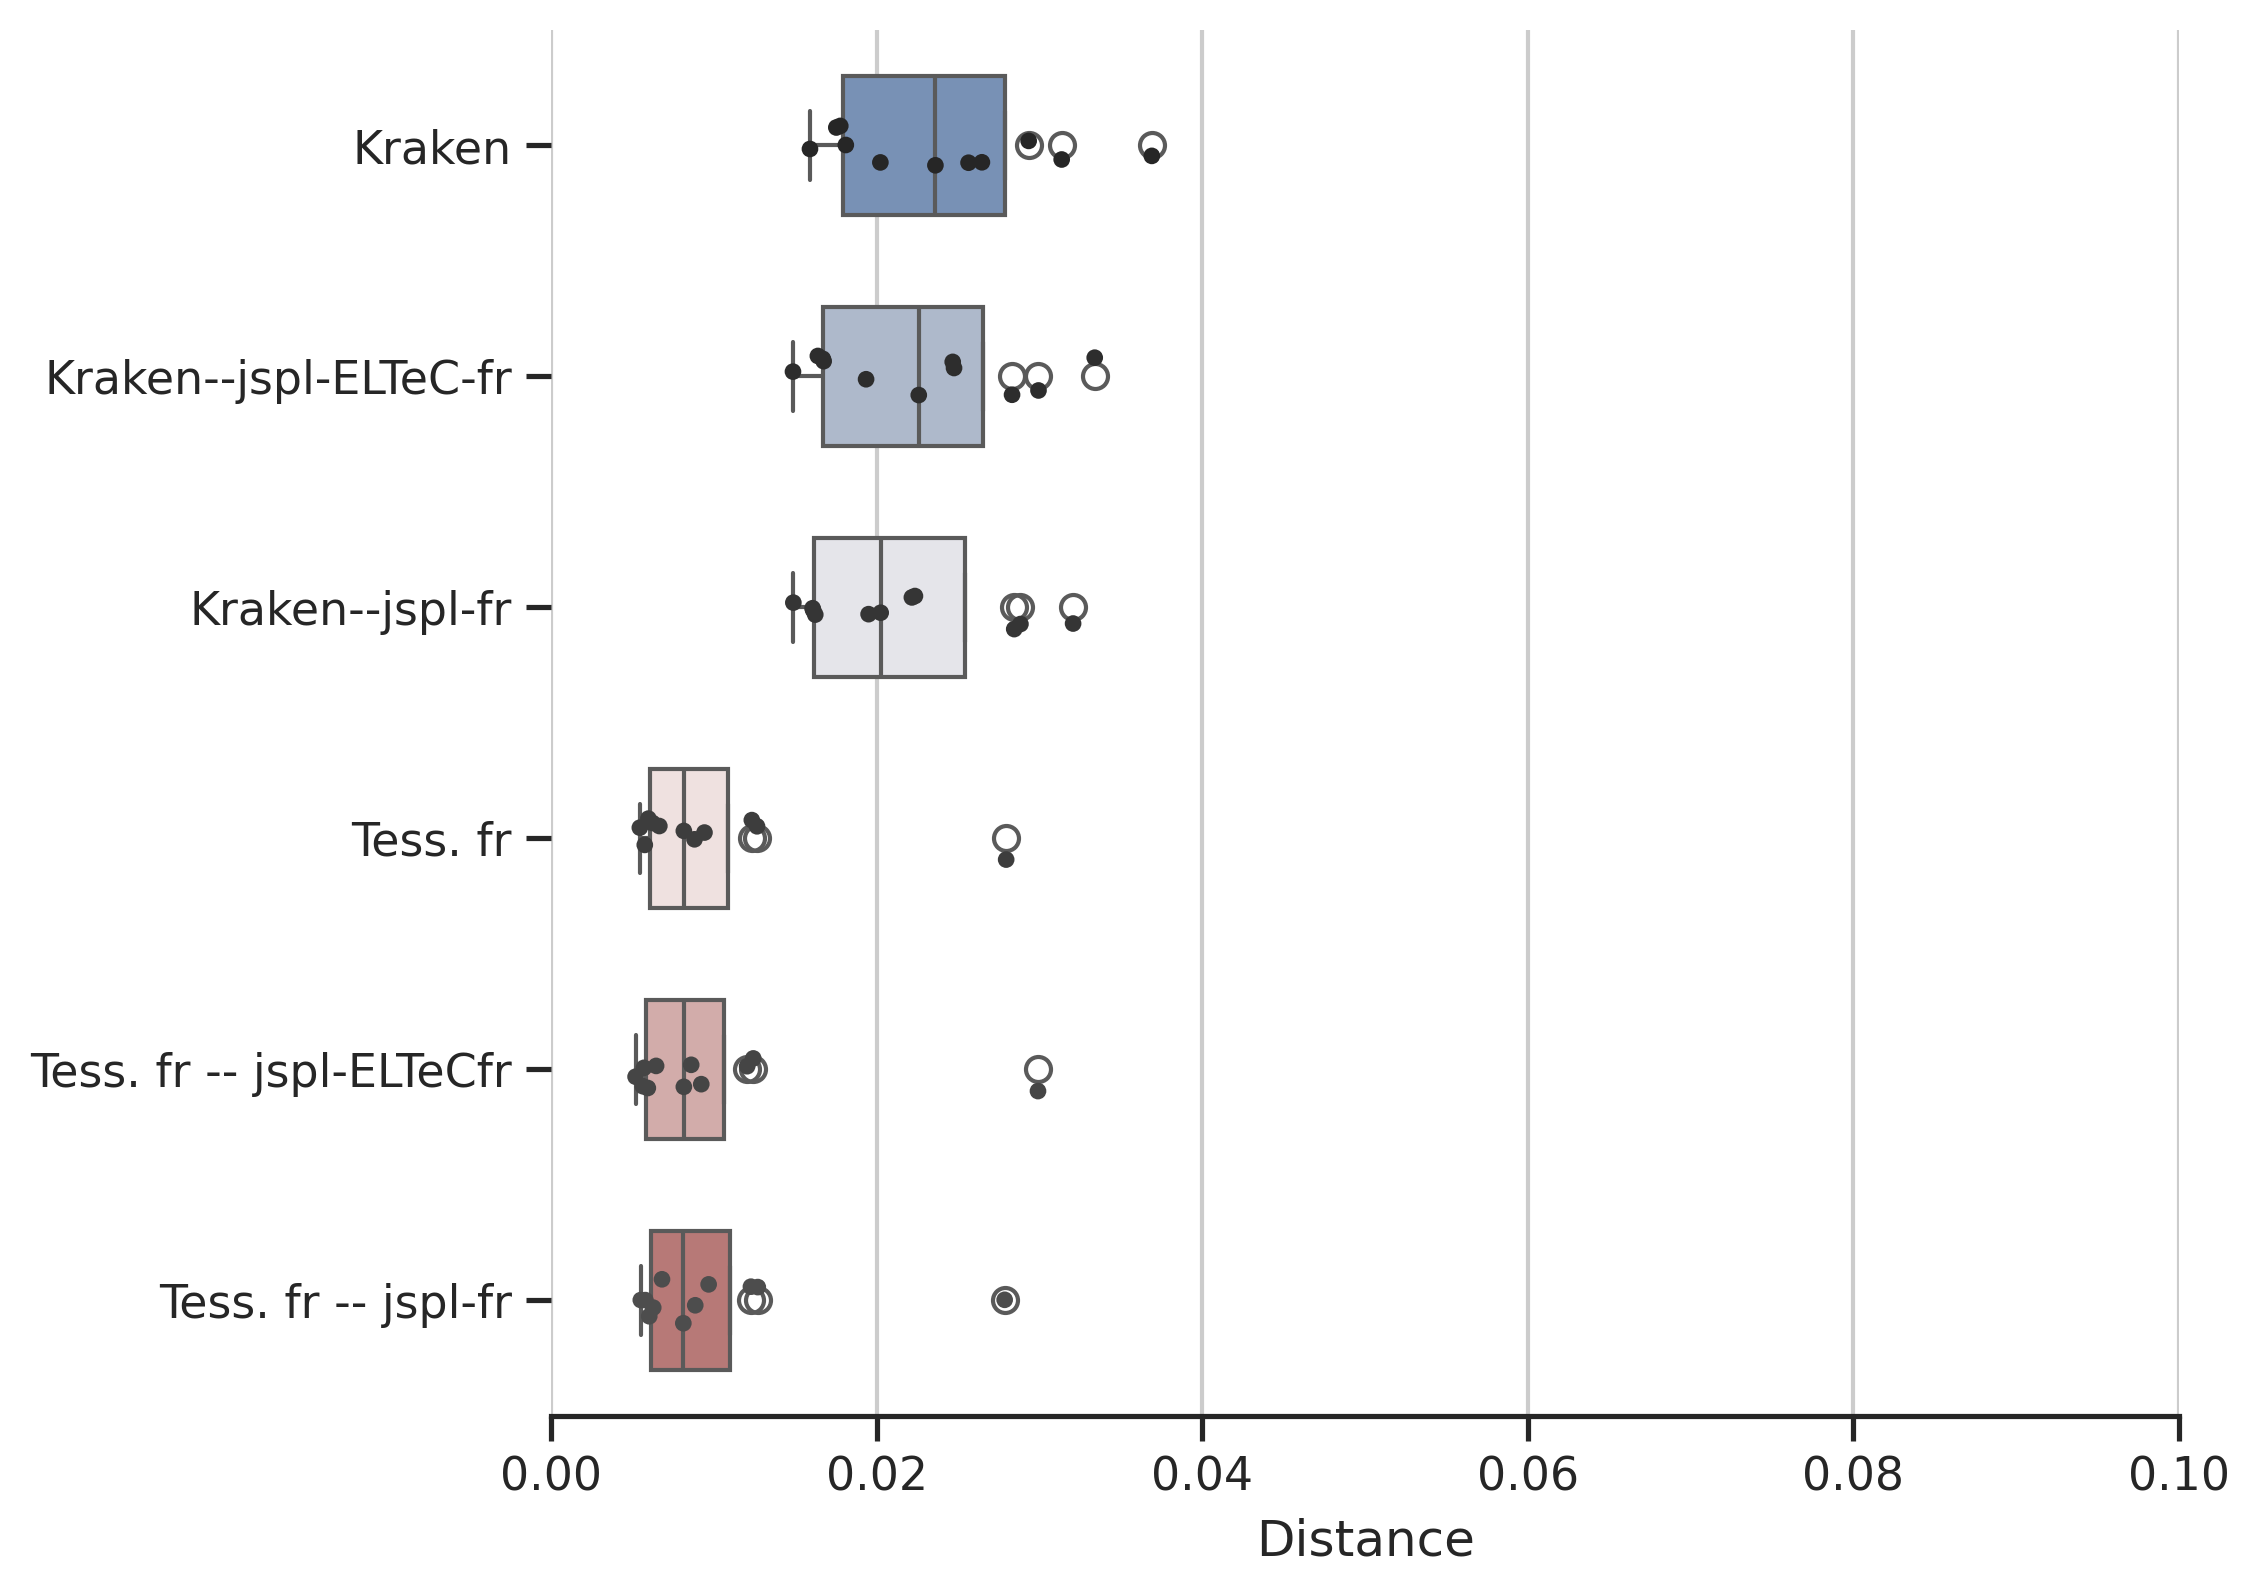 Kraken
Kraken--jspl-ELTeC-fr
Kraken--jspl-fr
Tess. fr
Tess. fr -- jspl-ELTeCfr
Tess. fr -- jspl-fr
0.00 0.02 0.04 0.06 0.08 0.10
Distance